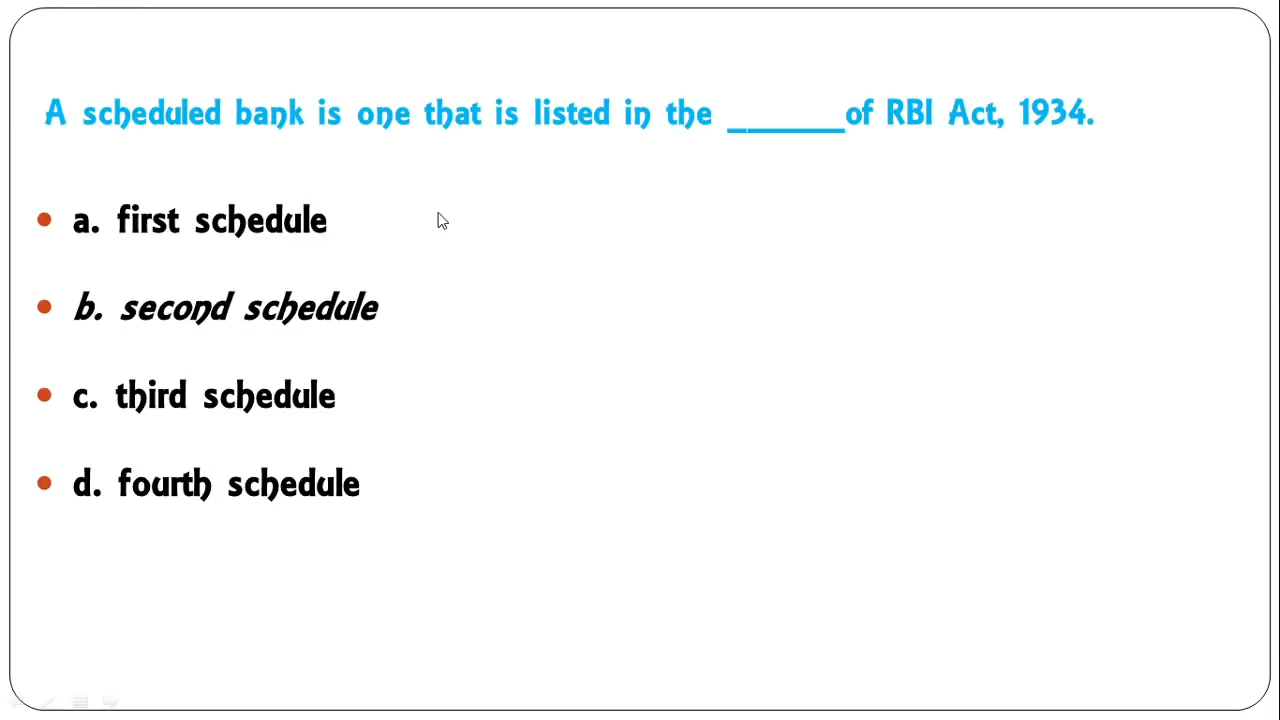 A scheduled bank is one that is listed in the ______of RBI Act, 1934.
a. first schedule
b. second schedule
c. third schedule
d. fourth schedule